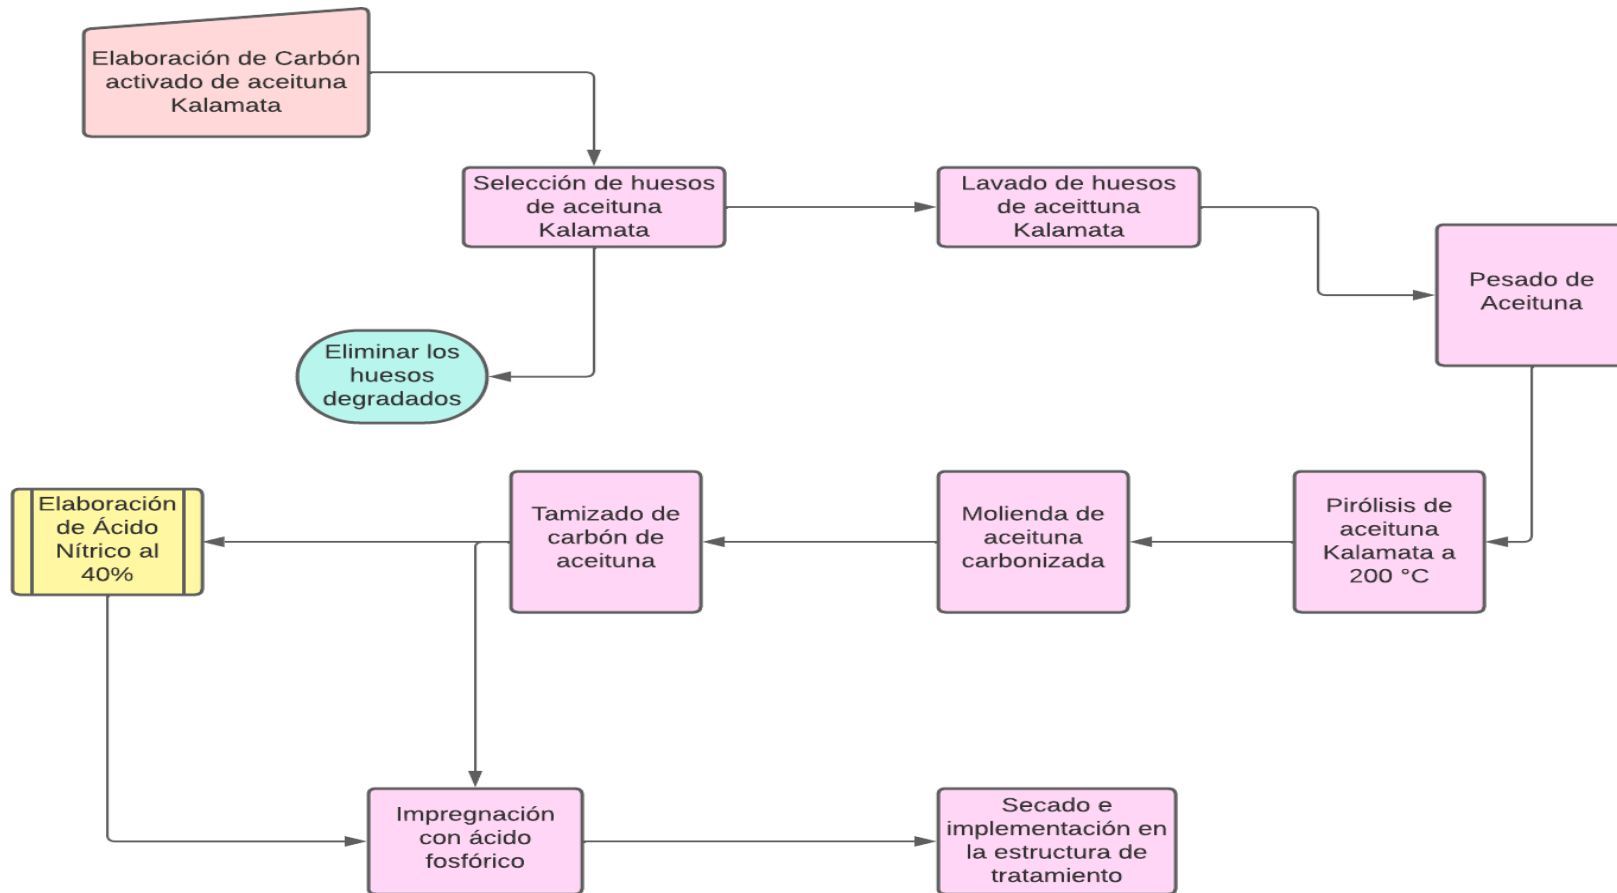 Elaboración de Carbón
activado de aceituna
Kalamata
Selección de huesos
de aceituna
Kalamata
Lavado de huesos
de aceittuna
Kalamata
Pesado de
Aceituna
Eliminar los
huesos
degradados
Elaboración
de Ácido
Nítrico al
40%
Tamizado de
carbón de
aceituna
Molienda de
aceituna
carbonizada
Pirólisis de
aceituna
Kalamata a
200 °C
Impregnación
con ácido
fosfórico
Secado e
implementación en
la estructura de
tratamiento